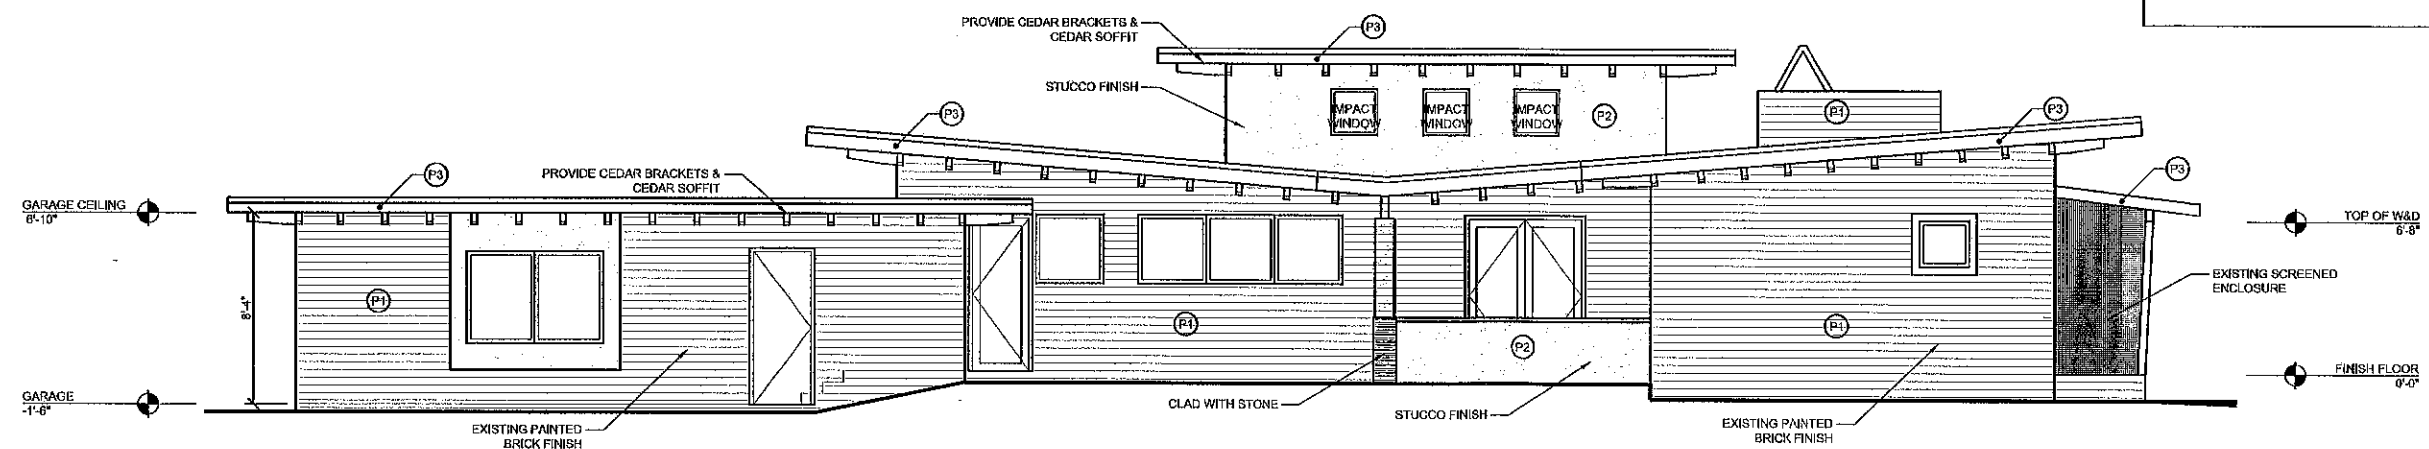 PROVIDE CEDAR BRACKETS &
CEDAR SOFFIT
P3
STUCCO FINISH
IMPACT
WINDOW
IMPACT
WINDOW
IMPACT
WINDOW
P2
P1
P3
P3
P3
PROVIDE CEDAR BRACKETS &
CEDAR SOFFIT
P3
GARAGE CEILING
6'-10"
TOP OF W&D
6'-8"
8'-4"
P1
P1
P2
P1
EXISTING SCREENED
ENCLOSURE
GARAGE
-1'-6"
FINISH FLOOR
0'-0"
EXISTING PAINTED
BRICK FINISH
CLAD WITH STONE
STUCCO FINISH
EXISTING PAINTED
BRICK FINISH